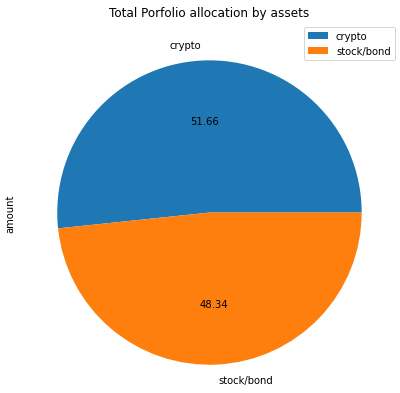 Total Porfolio allocation by assets
crypto
stock/bond
crypto
51.66
amount
48.34
stock/bond